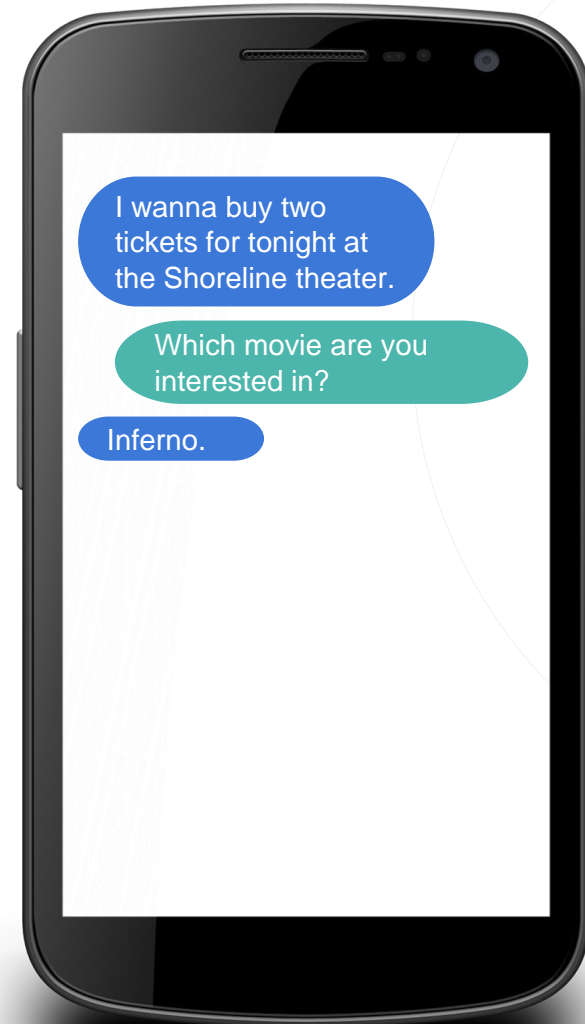 I wanna buy two
tickets for tonight at
the Shoreline theater.
Which movie are you
interested in?
Inferno.